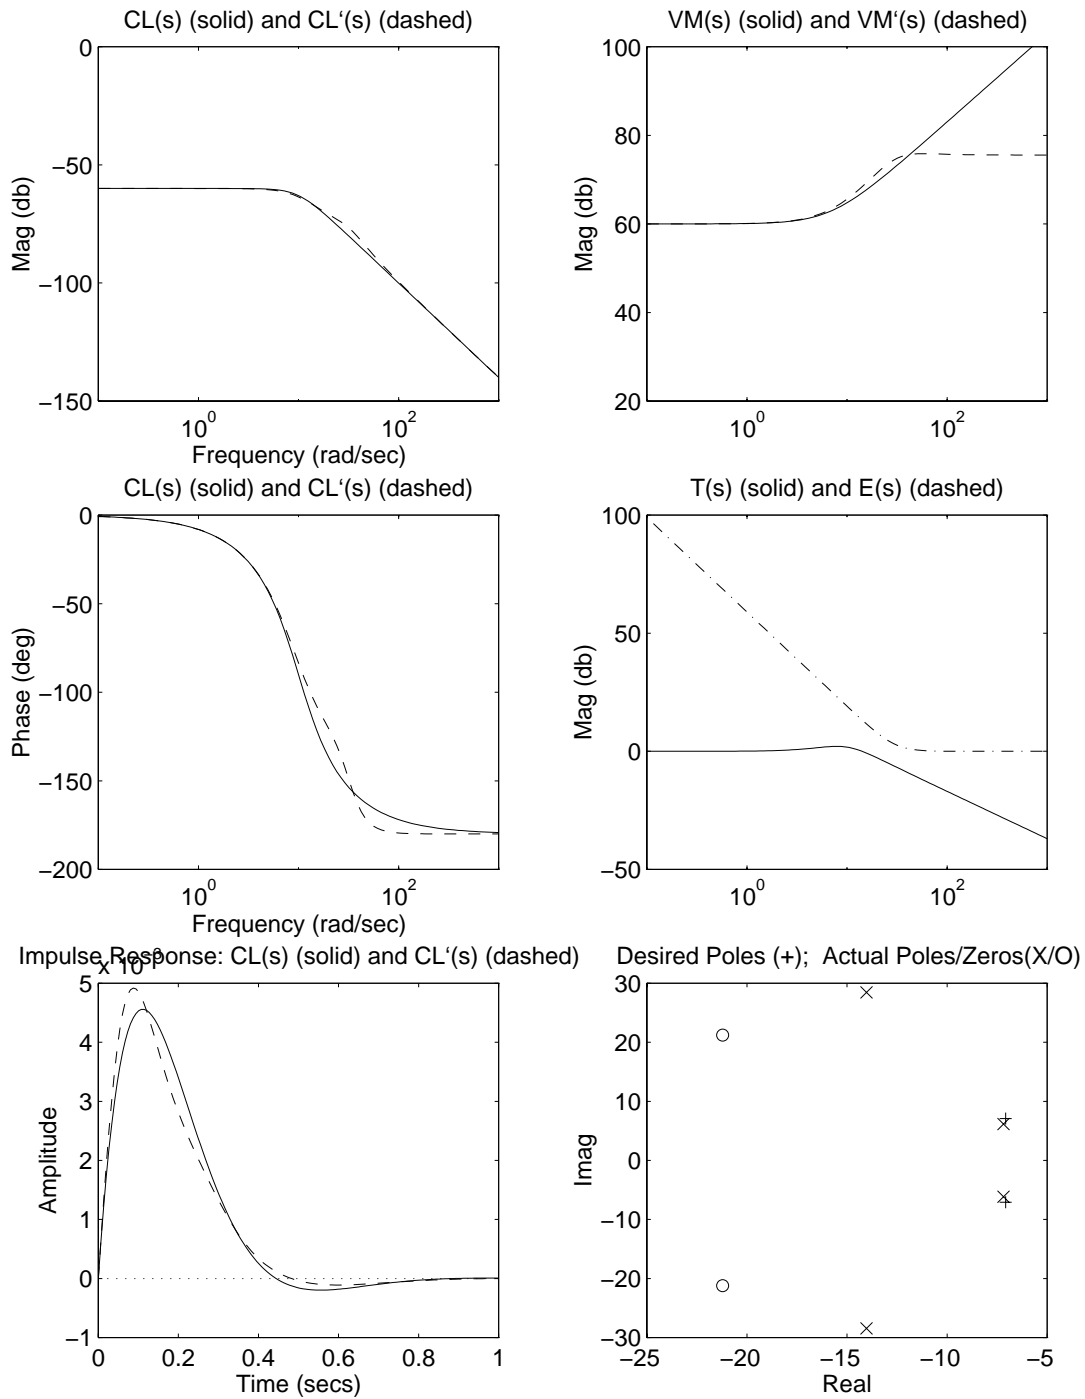 CL(s) (solid) and CL‘(s) (dashed)
0
−50
−100
−150
Mag (db)
10^0
10^2
Frequency (rad/sec)
VM(s) (solid) and VM‘(s) (dashed)
100
80
60
40
20
Mag (db)
10^0
10^2
CL(s) (solid) and CL‘(s) (dashed)
0
−50
−100
−150
−200
Phase (deg)
10^0
10^2
Frequency (rad/sec)
T(s) (solid) and E(s) (dashed)
100
50
0
−50
Mag (db)
10^0
10^2
Impulse Response: CL(s) (solid) and CL‘(s) (dashed)
x 10^−3
5
4
3
2
1
0
−1
Amplitude
0 0.2 0.4 0.6 0.8 1
Time (secs)
Desired Poles (+); Actual Poles/Zeros(X/O)
30
20
10
0
−10
−20
−30
Imag
−25 −20 −15 −10 −5
Real